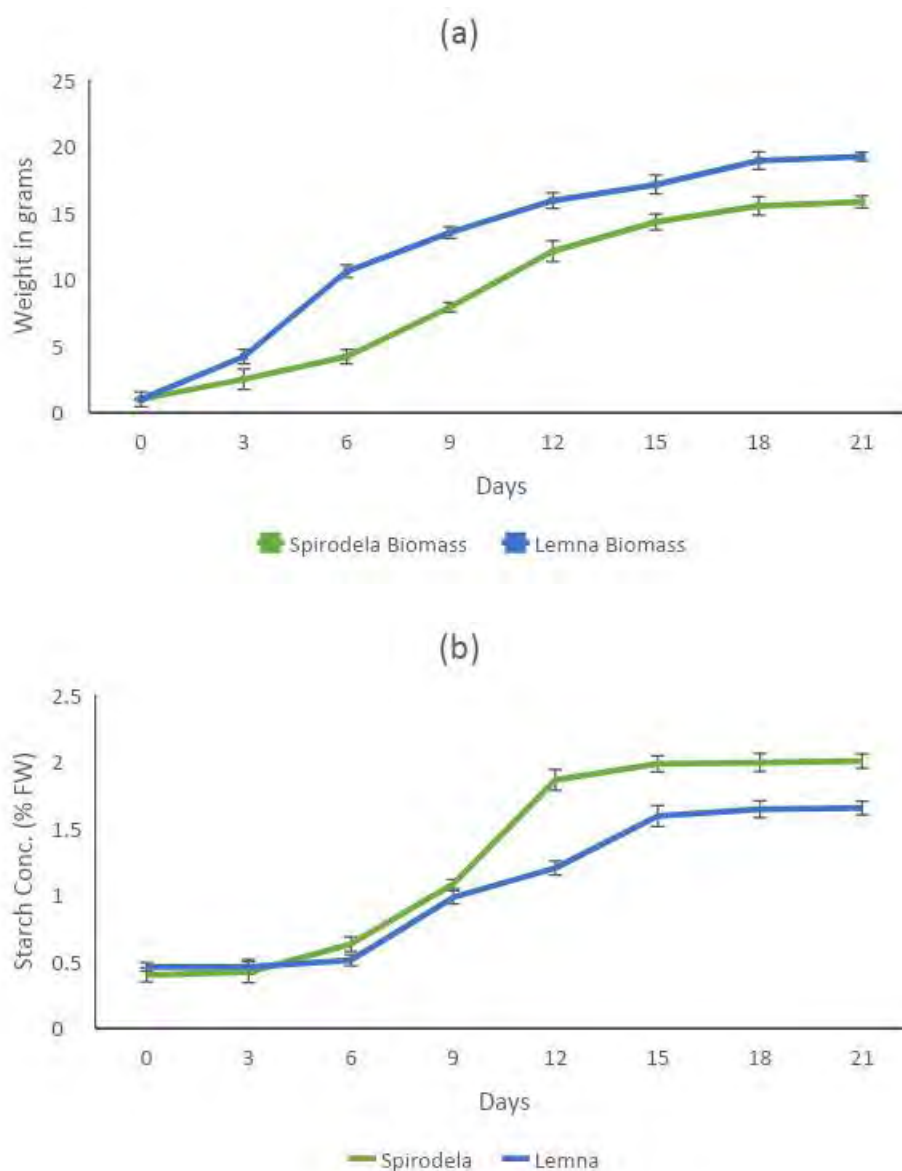 (a)
Weight in grams
25
20
15
10
5
0
0 3 6 9 12 15 18 21
Days
Spirodela Biomass Lemna Biomass
(b)
Starch Conc. (% FW)
2.5
2
1.5
1
0.5
0
0 3 6 9 12 15 18 21
Days
Spirodela Lemna